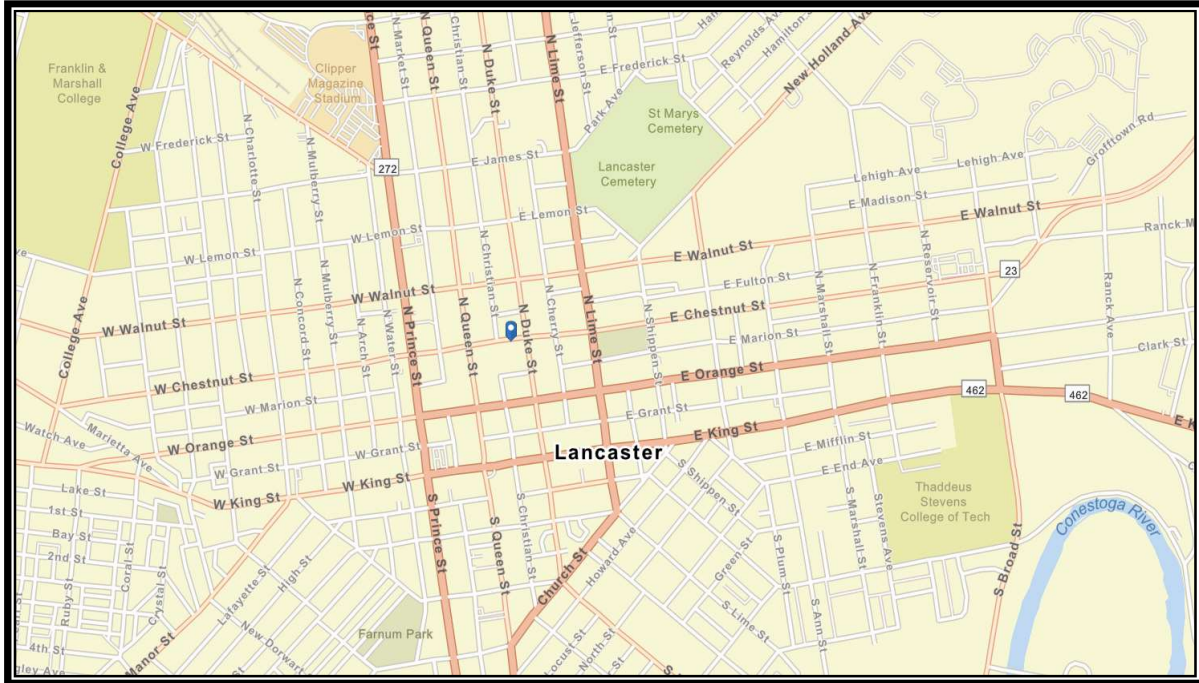 Franklin &
Marshall
College
College Ave
W Frederick St
N Charlotte St
N Mulberry St
Clipper
Magazine
Stadium
272
N Market St
N Queen St
N Christian St
N Duke St
N Lime St
E Frederick St
Park Ave
Reynolds Ave
New Holland Ave
St Marys
Cemetery
Lancaster
Cemetery
E James St
E Lemon St
W Lemon St
W Lemon St
Lehigh Ave
Lehigh Ave
Grofftown Rd
E Madison St
E Walnut St
E Walnut St
E Fulton St
E Chestnut St
23
N Reservoir St
Ranck Ave
W Walnut St
W Walnut St
College Ave
N Concord St
N Mulberry St
N Arch St
N Water St
N Prince St
N Queen St
N Christian St
N Duke St
N Cherry St
N Lime St
N Shippen St
N Marshall St
N Franklin St
E Marion St
Clark St
W Chestnut St
W Marion St
E Orange St
462
462
W Orange St
Marietta Ave
Watch Ave
W Grant St
W Grant St
E Grant St
E King St
Lancaster
E Mifflin St
E End Ave
W King St
W King St
Lake St
1st St
Bay St
2nd St
Ruby St
Coral St
Crystal St
4th St
Manor St
High St
Lafayette St
S Prince St
S Queen St
S Christian St
Church St
Howard Ave
S Shippen St
Green St
S Plum St
S Lime St
S Ann St
S Marshall St
Stevens Ave
Thaddeus
Stevens
College of Tech
S Broad St
Conestoga River
Farnum Park
Locust St
North St